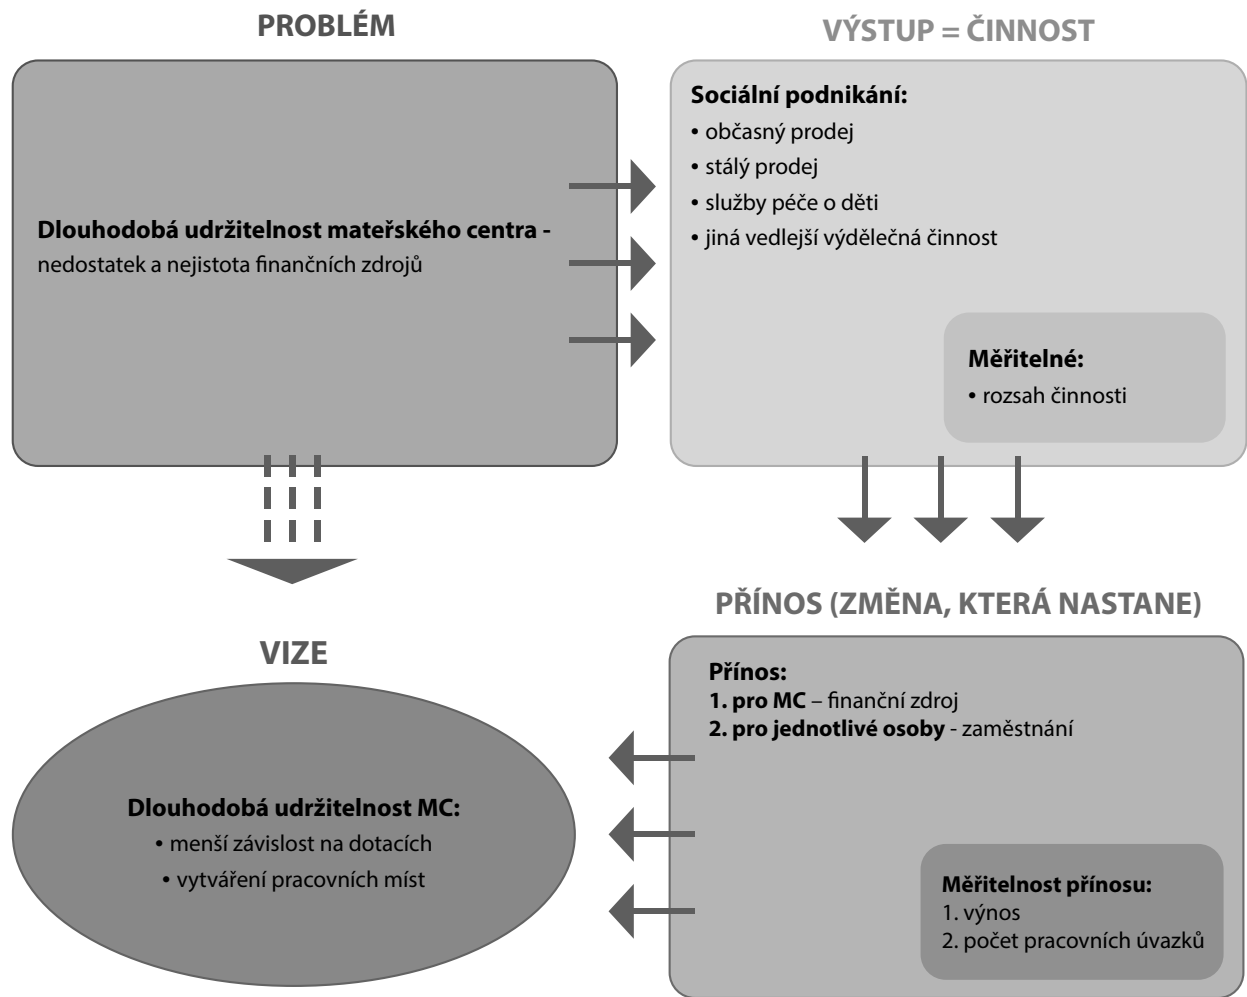 PROBLÉM
Dlouhodobá udržitelnost mateřského centra -
nedostatek a nejistota finančních zdrojů
VÝSTUP = ČINNOST
Sociální podnikání:
• občasný prodej
• stálý prodej
• služby péče o děti
• jiná vedlejší výdělečná činnost
Měřitelné:
• rozsah činnosti
PŘÍNOS (ZMĚNA, KTERÁ NASTANE)
Přínos:
1. pro MC – finanční zdroj
2. pro jednotlivé osoby - zaměstnání
Měřitelnost přínosu:
1. výnos
2. počet pracovních úvazků
VIZE
Dlouhodobá udržitelnost MC:
• menší závislost na dotacích
• vytváření pracovních míst